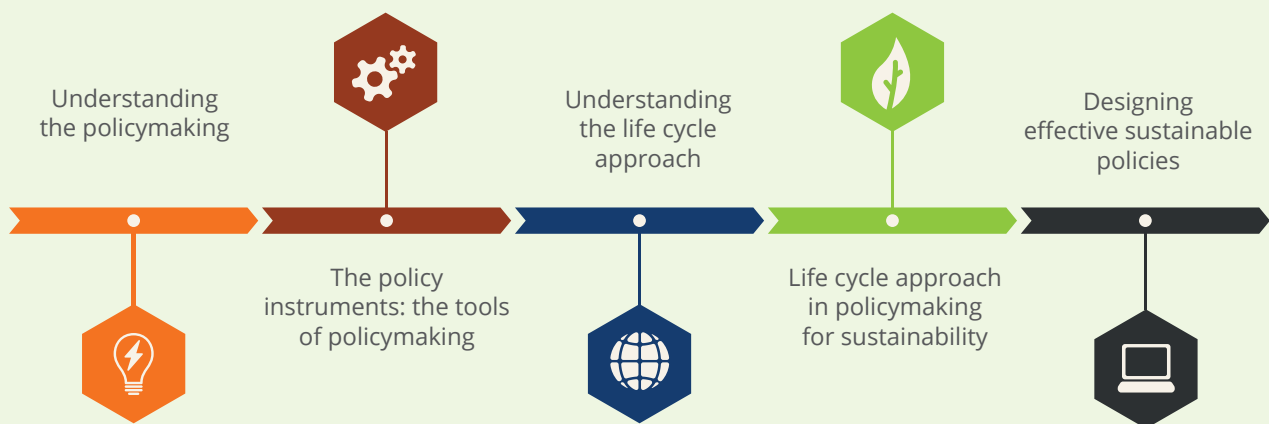 Understanding
the policymaking
The policy
instruments: the tools
of policymaking
Understanding
the life cycle
approach
Life cycle approach
in policymaking
for sustainability
Designing
effective sustainable
policies